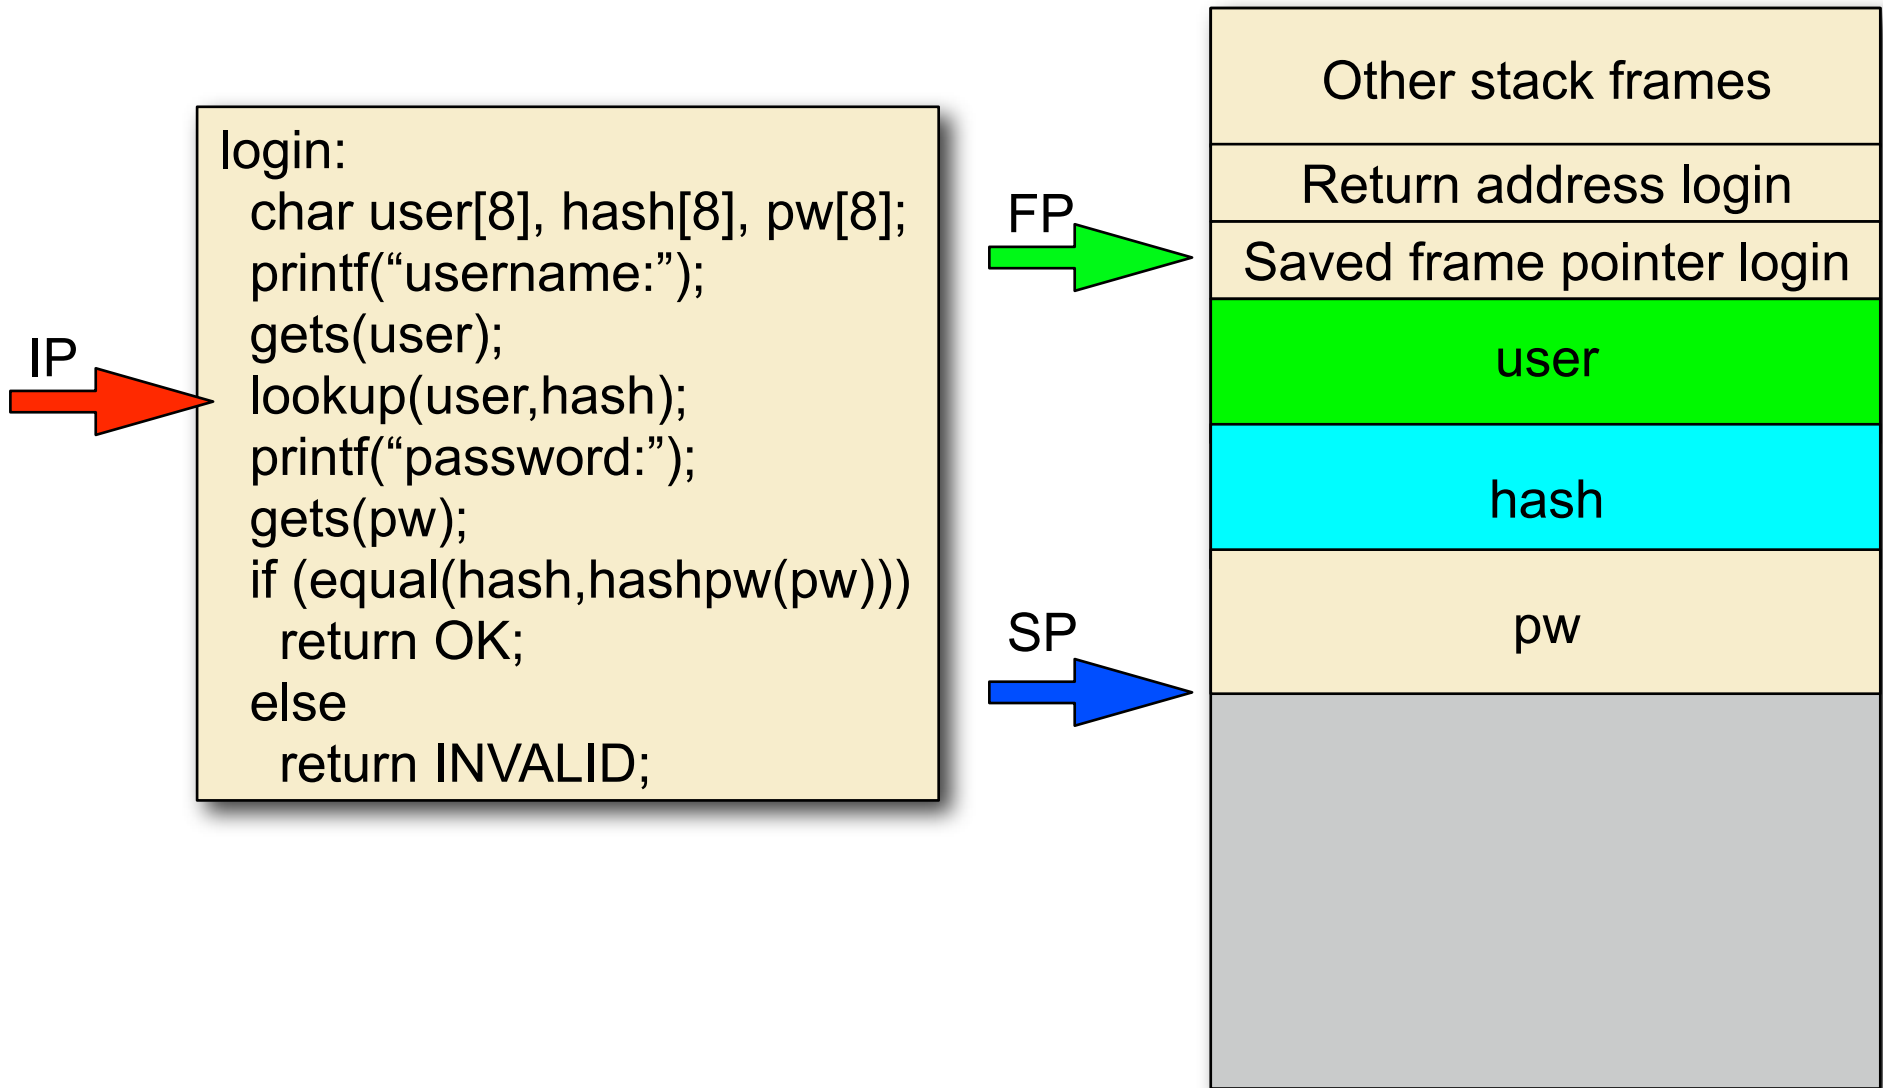 IP
login:
char user[8], hash[8], pw[8];
printf(“username:”);
gets(user);
lookup(user,hash);
printf(“password:”);
gets(pw);
if (equal(hash,hashpw(pw)))
return OK;
else
return INVALID;
FP
SP
Other stack frames
Return address login
Saved frame pointer login
user
hash
pw